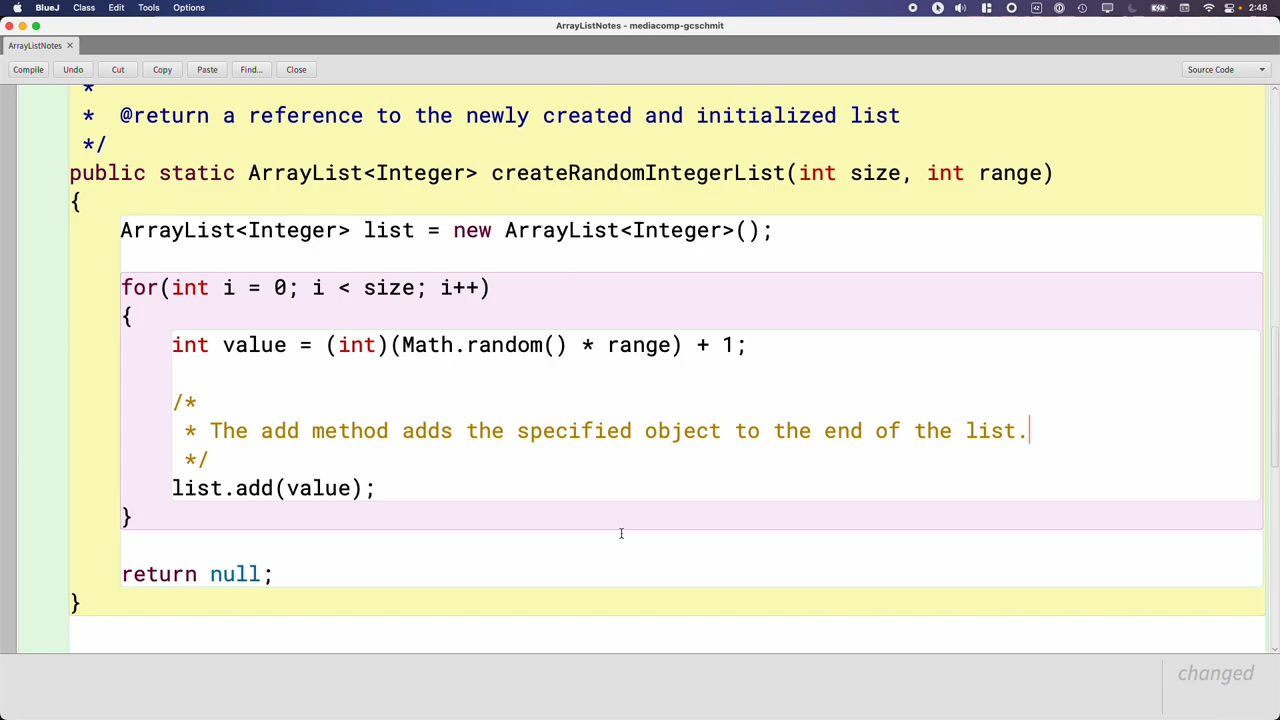 BlueJ Class Edit Tools Options 42 2:48
ArrayListNotes - mediacomp-gcschmit
ArrayListNotes ×
Compile Undo Cut Copy Paste Find... Close Source Code
*
* @return a reference to the newly created and initialized list
*/
public static ArrayList<Integer> createRandomIntegerList(int size, int range)
{
ArrayList<Integer> list = new ArrayList<Integer>();
for(int i = 0; i < size; i++)
{
int value = (int)(Math.random() * range) + 1;
/*
* The add method adds the specified object to the end of the list.
*/
list.add(value);
}
return null;
}
changed